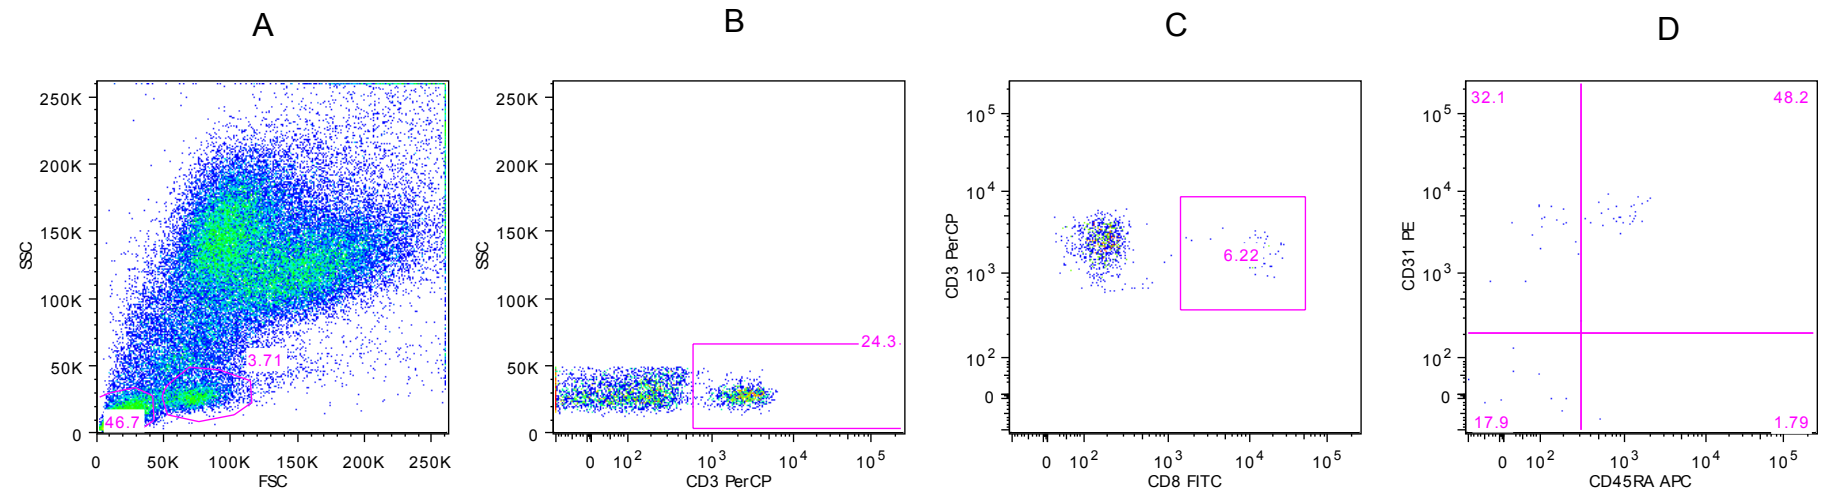 A
B
C
D
250K
200K
150K
100K
50K
0
SSC
3.71
46.7
0
50K
100K
150K
200K
250K
FSC
250K
200K
150K
100K
50K
0
SSC
24.3
0
10^2
10^3
10^4
10^5
CD3 PerCP
10^5
10^4
10^3
10^2
0
CD3 PerCP
6.22
0
10^2
10^3
10^4
10^5
CD8 FITC
10^5
10^4
10^3
10^2
0
CD31 PE
32.1
48.2
17.9
1.79
0
10^2
10^3
10^4
10^5
CD45RA APC